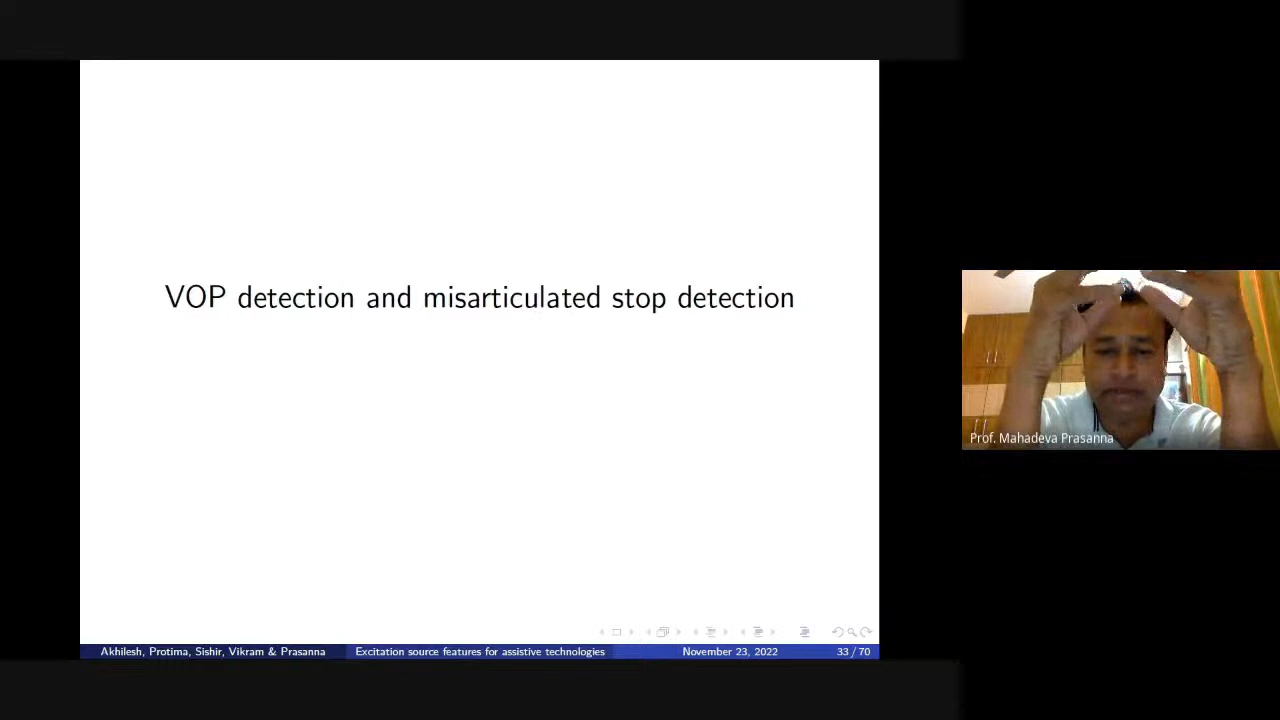 VOP detection and misarticulated stop detection
Prof. Mahadeva Prasanna
Akhilesh, Protima, Sishir, Vikram & Prasanna Excitation source features for assistive technologies November 23, 2022 33 / 70